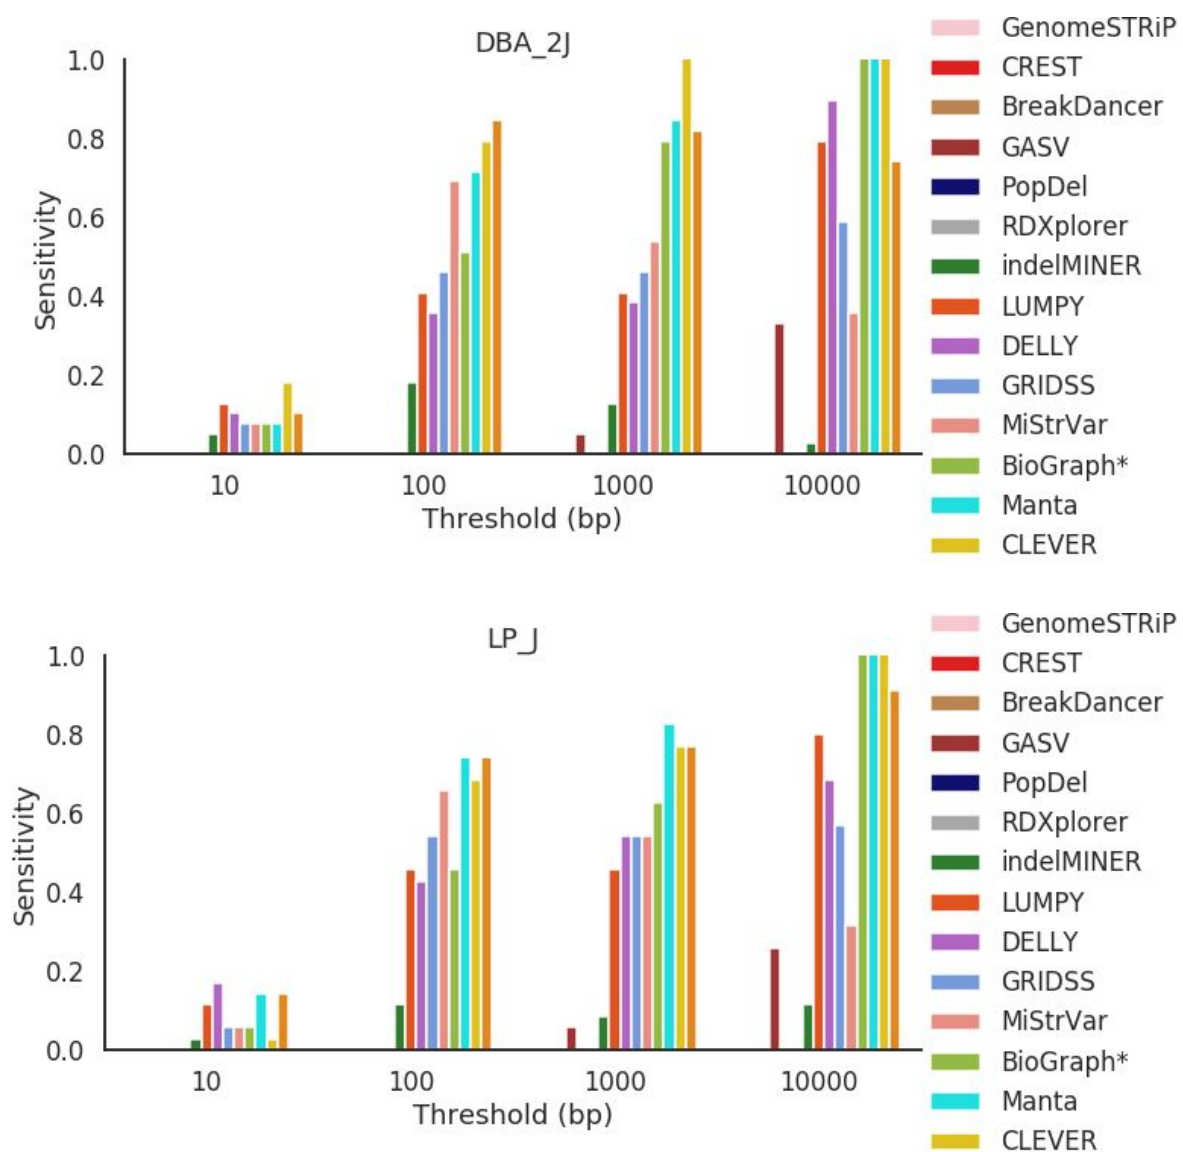 DBA_2J
1.0
0.8
0.6
0.4
0.2
0.0
Sensitivity
10 100 1000 10000
Threshold (bp)
GenomeSTRiP
CREST
BreakDancer
GASV
PopDel
RDXplorer
indelMINER
LUMPY
DELLY
GRIDSS
MiStrVar
BioGraph*
Manta
CLEVER
LP_J
1.0
0.8
0.6
0.4
0.2
0.0
Sensitivity
10 100 1000 10000
Threshold (bp)
GenomeSTRiP
CREST
BreakDancer
GASV
PopDel
RDXplorer
indelMINER
LUMPY
DELLY
GRIDSS
MiStrVar
BioGraph*
Manta
CLEVER